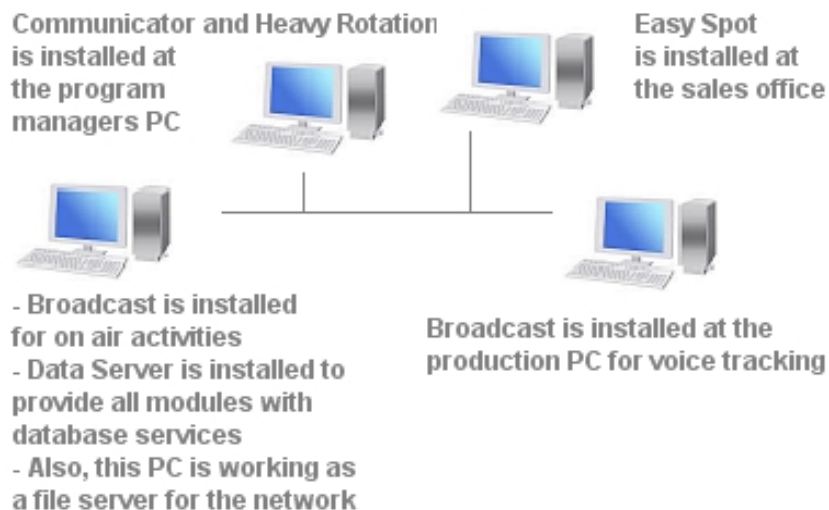 Communicator and Heavy Rotation
is installed at
the program
managers PC
Easy Spot
is installed at
the sales office
- Broadcast is installed
for on air activities
- Data Server is installed to
provide all modules with
database services
- Also, this PC is working as
a file server for the network
Broadcast is installed at the
production PC for voice tracking